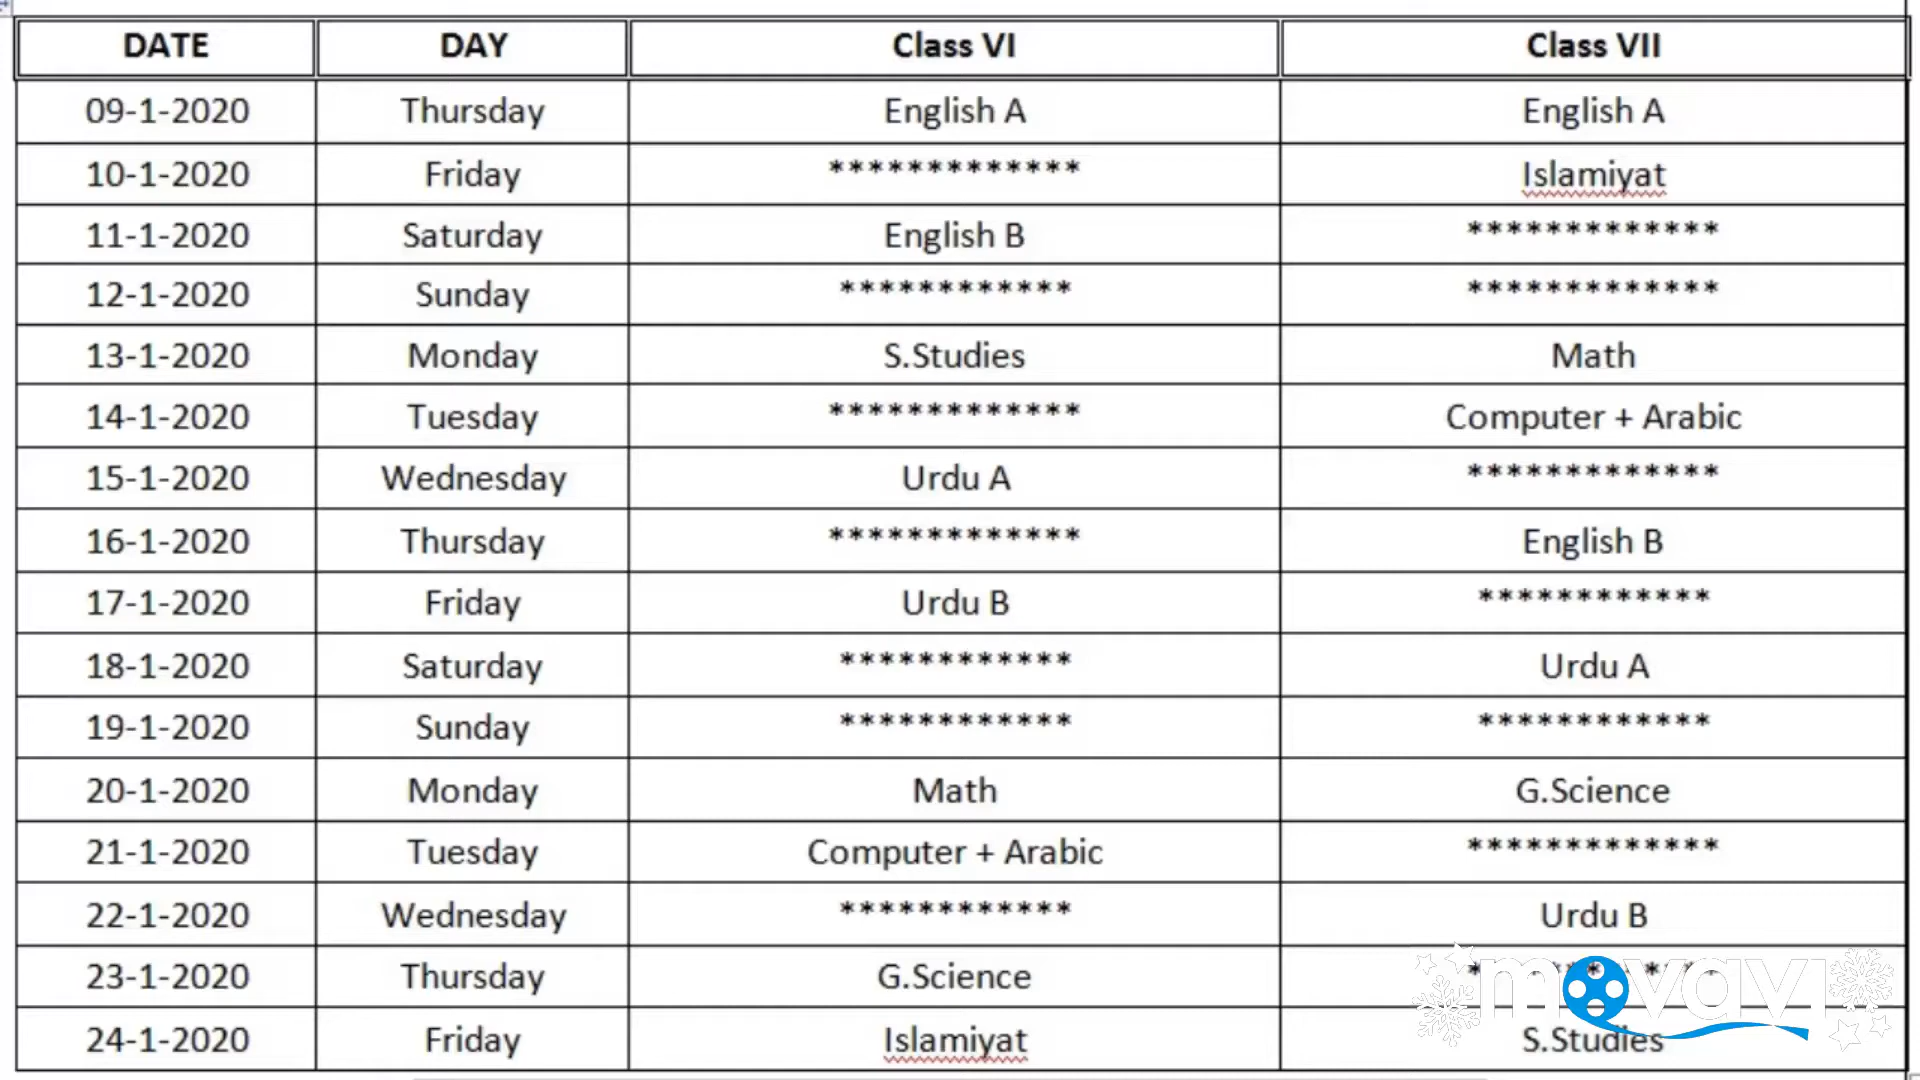 DATE DAY Class VI Class VII
09-1-2020 Thursday English A English A
10-1-2020 Friday ************* Islamiyat
11-1-2020 Saturday English B *************
12-1-2020 Sunday ************ *************
13-1-2020 Monday S.Studies Math
14-1-2020 Tuesday ************* Computer + Arabic
15-1-2020 Wednesday Urdu A *************
16-1-2020 Thursday ************* English B
17-1-2020 Friday Urdu B ************
18-1-2020 Saturday ************ Urdu A
19-1-2020 Sunday ************ ************
20-1-2020 Monday Math G.Science
21-1-2020 Tuesday Computer + Arabic *************
22-1-2020 Wednesday ************ Urdu B
23-1-2020 Thursday G.Science
movavi
24-1-2020 Friday Islamiyat S.Studies